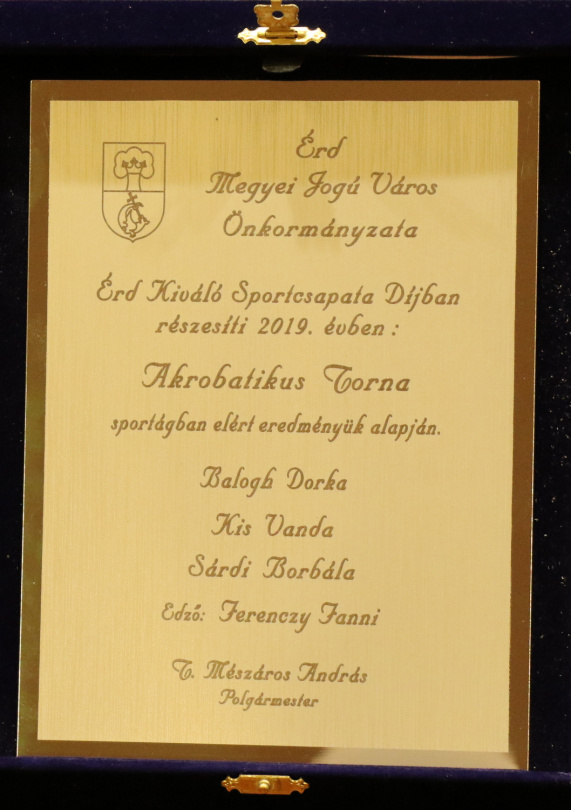 Érd
Megyei Jogú Város
Önkormányzata
Érd Kiváló Sportcsapata Díjban
részesíti 2019. évben :
Akrobatikus Torna
sportágban elért eredményük alapján.
Balogh Dorka
Kis Vanda
Sárdi Borbála
Edző: Ferenczy Fanni
T. Mészáros András
Polgármester